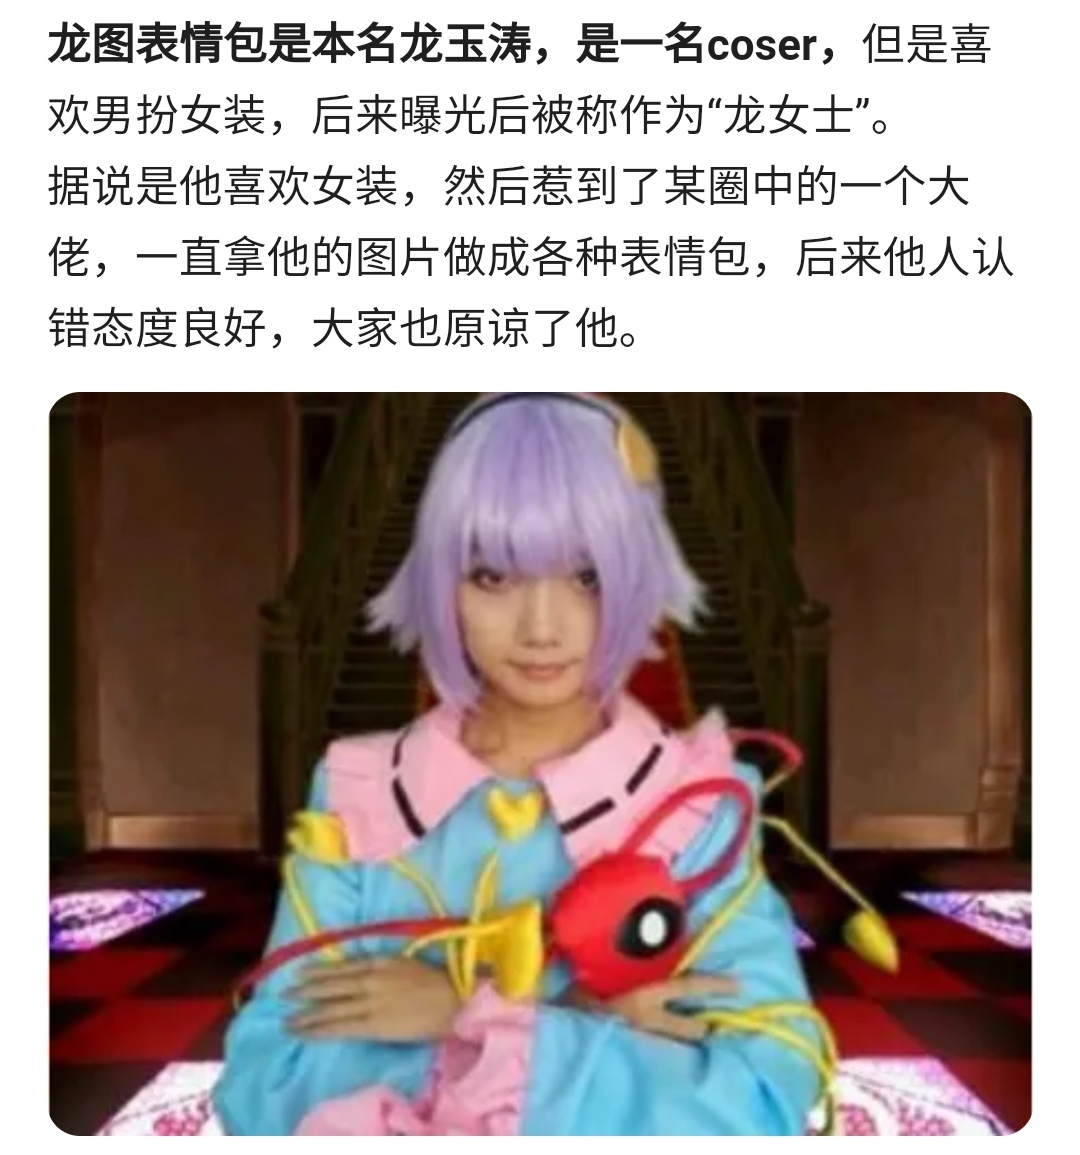 龙图表情包是本名龙玉涛，是一名coser，但是喜
欢男扮女装，后来曝光后被称作为“龙女士”。
据说是他喜欢女装，然后惹到了某圈中的一个大
佬，一直拿他的图片做成各种表情包，后来他人认
错态度良好，大家也原谅了他。